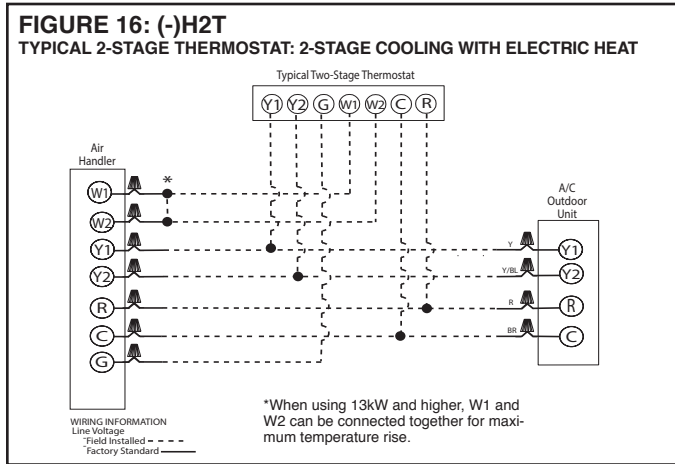 FIGURE 16: (-)H2T
TYPICAL 2-STAGE THERMOSTAT: 2-STAGE COOLING WITH ELECTRIC HEAT
Typical Two-Stage Thermostat
Y1 Y2 G W1 W2 C R
Air
Handler
*
W1
W2
Y1
Y2
R
C
G
A/C
Outdoor
Unit
Y Y1
Y/BL Y2
R R
BR C
*When using 13kW and higher, W1 and
W2 can be connected together for maxi-
mum temperature rise.
WIRING INFORMATION
Line Voltage
-Field Installed
-Factory Standard